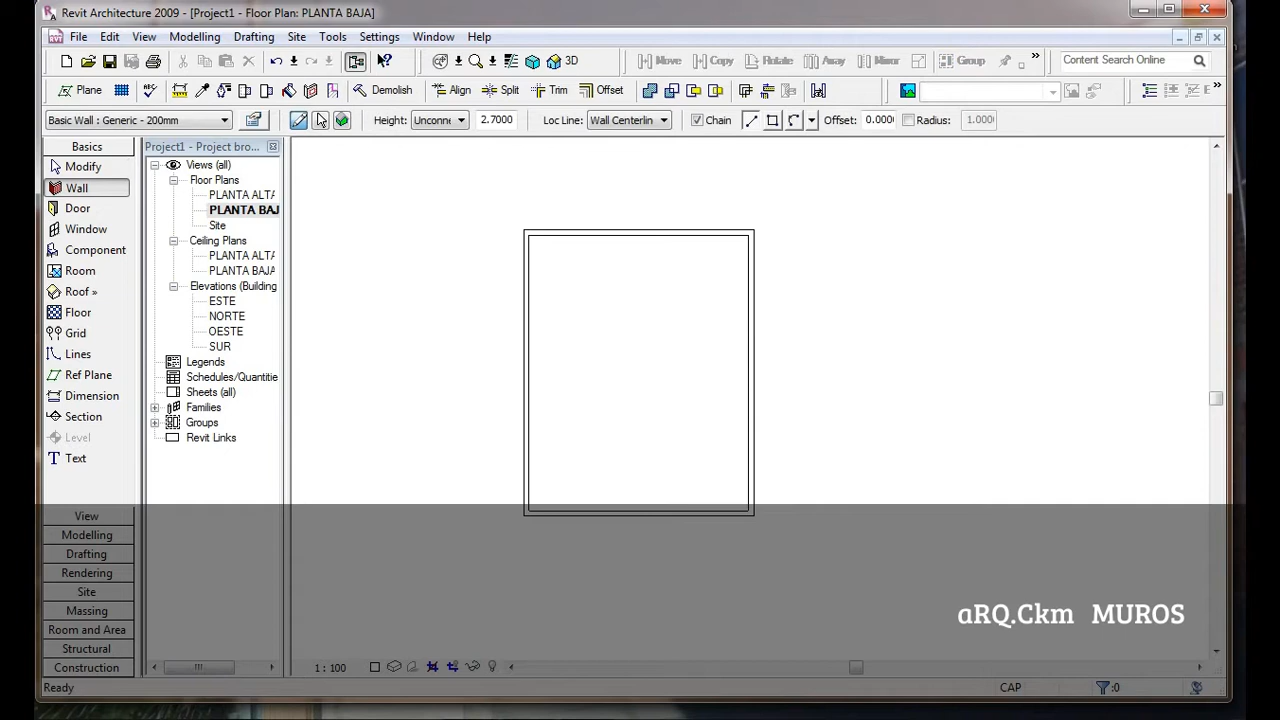 Revit Architecture 2009 - [Project1 - Floor Plan: PLANTA BAJA]
File Edit View Modelling Drafting Site Tools Settings Window Help
3D Move Copy Rotate Array Mirror Group Content Search Online
Plane Demolish Align Split Trim Offset
Basic Wall : Generic - 200mm Height: Unconne 2.7000 Loc Line: Wall Centerlin Chain Offset: 0.000 Radius: 1.000
Basics
Modify
Wall
Door
Window
Component
Room
Roof »
Floor
Grid
Lines
Ref Plane
Dimension
Section
Level
Text
View
Modelling
Drafting
Rendering
Site
Massing
Room and Area
Structural
Construction
Project1 - Project bro...
Views (all)
Floor Plans
PLANTA ALTA
PLANTA BAJ
Site
Ceiling Plans
PLANTA ALTA
PLANTA BAJA
Elevations (Building
ESTE
NORTE
OESTE
SUR
Legends
Schedules/Quantitie
Sheets (all)
Families
Groups
Revit Links
aRQ.Ckm MUROS
1 : 100
Ready CAP :0